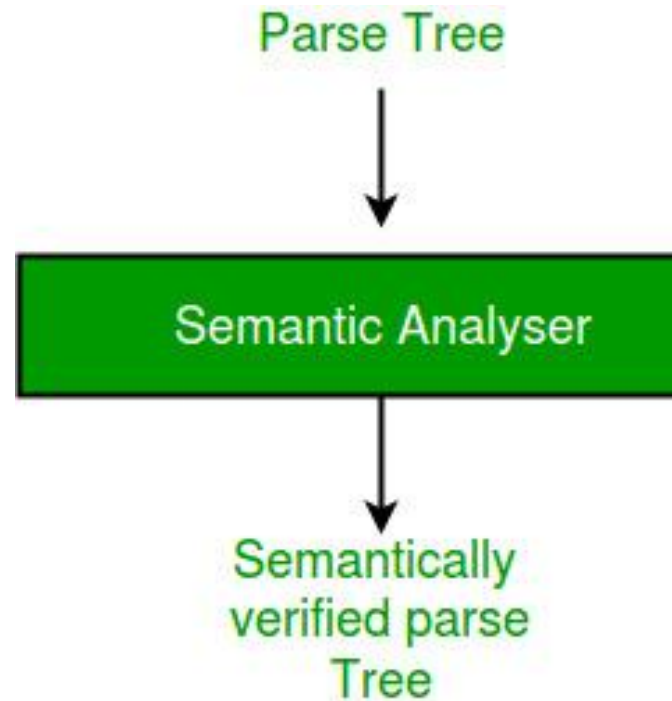 Parse Tree
Semantic Analyser
Semantically
verified parse
Tree